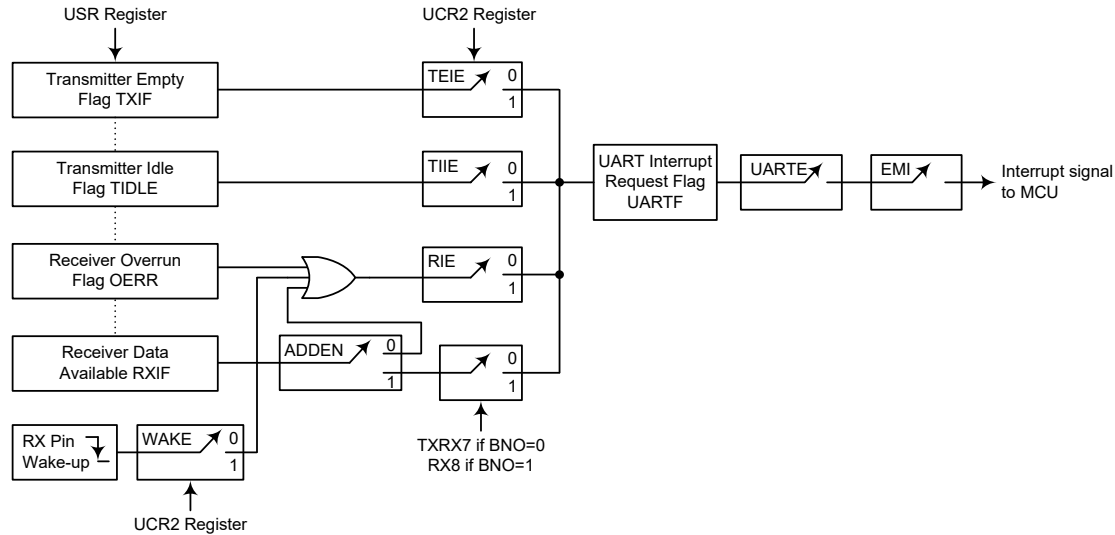 USR Register
UCR2 Register
Transmitter Empty
Flag TXIF
TEIE
0
1
Transmitter Idle
Flag TIDLE
TIIE
0
1
UART Interrupt
Request Flag
UARTF
UARTE
EMI
Interrupt signal
to MCU
Receiver Overrun
Flag OERR
RIE
0
1
Receiver Data
Available RXIF
ADDEN
0
1
0
1
RX Pin
Wake-up
WAKE
0
1
TXRX7 if BNO=0
RX8 if BNO=1
UCR2 Register